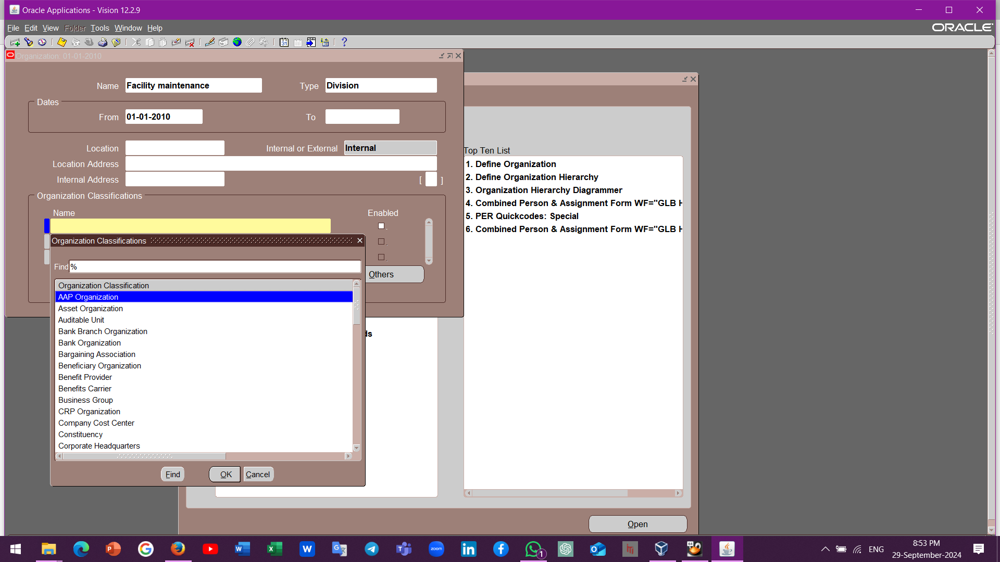 Oracle Applications - Vision 12.2.9
File Edit View Folder Tools Window Help
ORACLE
Organization: 01-01-2010
Name Facility maintenance Type Division
Dates
From 01-01-2010 To
Location Internal or External Internal
Location Address
Internal Address [ ]
Organization Classifications
Name Enabled
Organization Classifications
Find %
Others
Organization Classification
AAP Organization
Asset Organization
Auditable Unit
Bank Branch Organization
Bank Organization
Bargaining Association
Beneficiary Organization
Benefit Provider
Benefits Carrier
Business Group
CRP Organization
Company Cost Center
Constituency
Corporate Headquarters
Find OK Cancel
ds
Top Ten List
1. Define Organization
2. Define Organization Hierarchy
3. Organization Hierarchy Diagrammer
4. Combined Person & Assignment Form WF="GLB H
5. PER Quickcodes: Special
6. Combined Person & Assignment Form WF="GLB H
Open
zoom
1
64
ENG
8:53 PM
29-September-2024